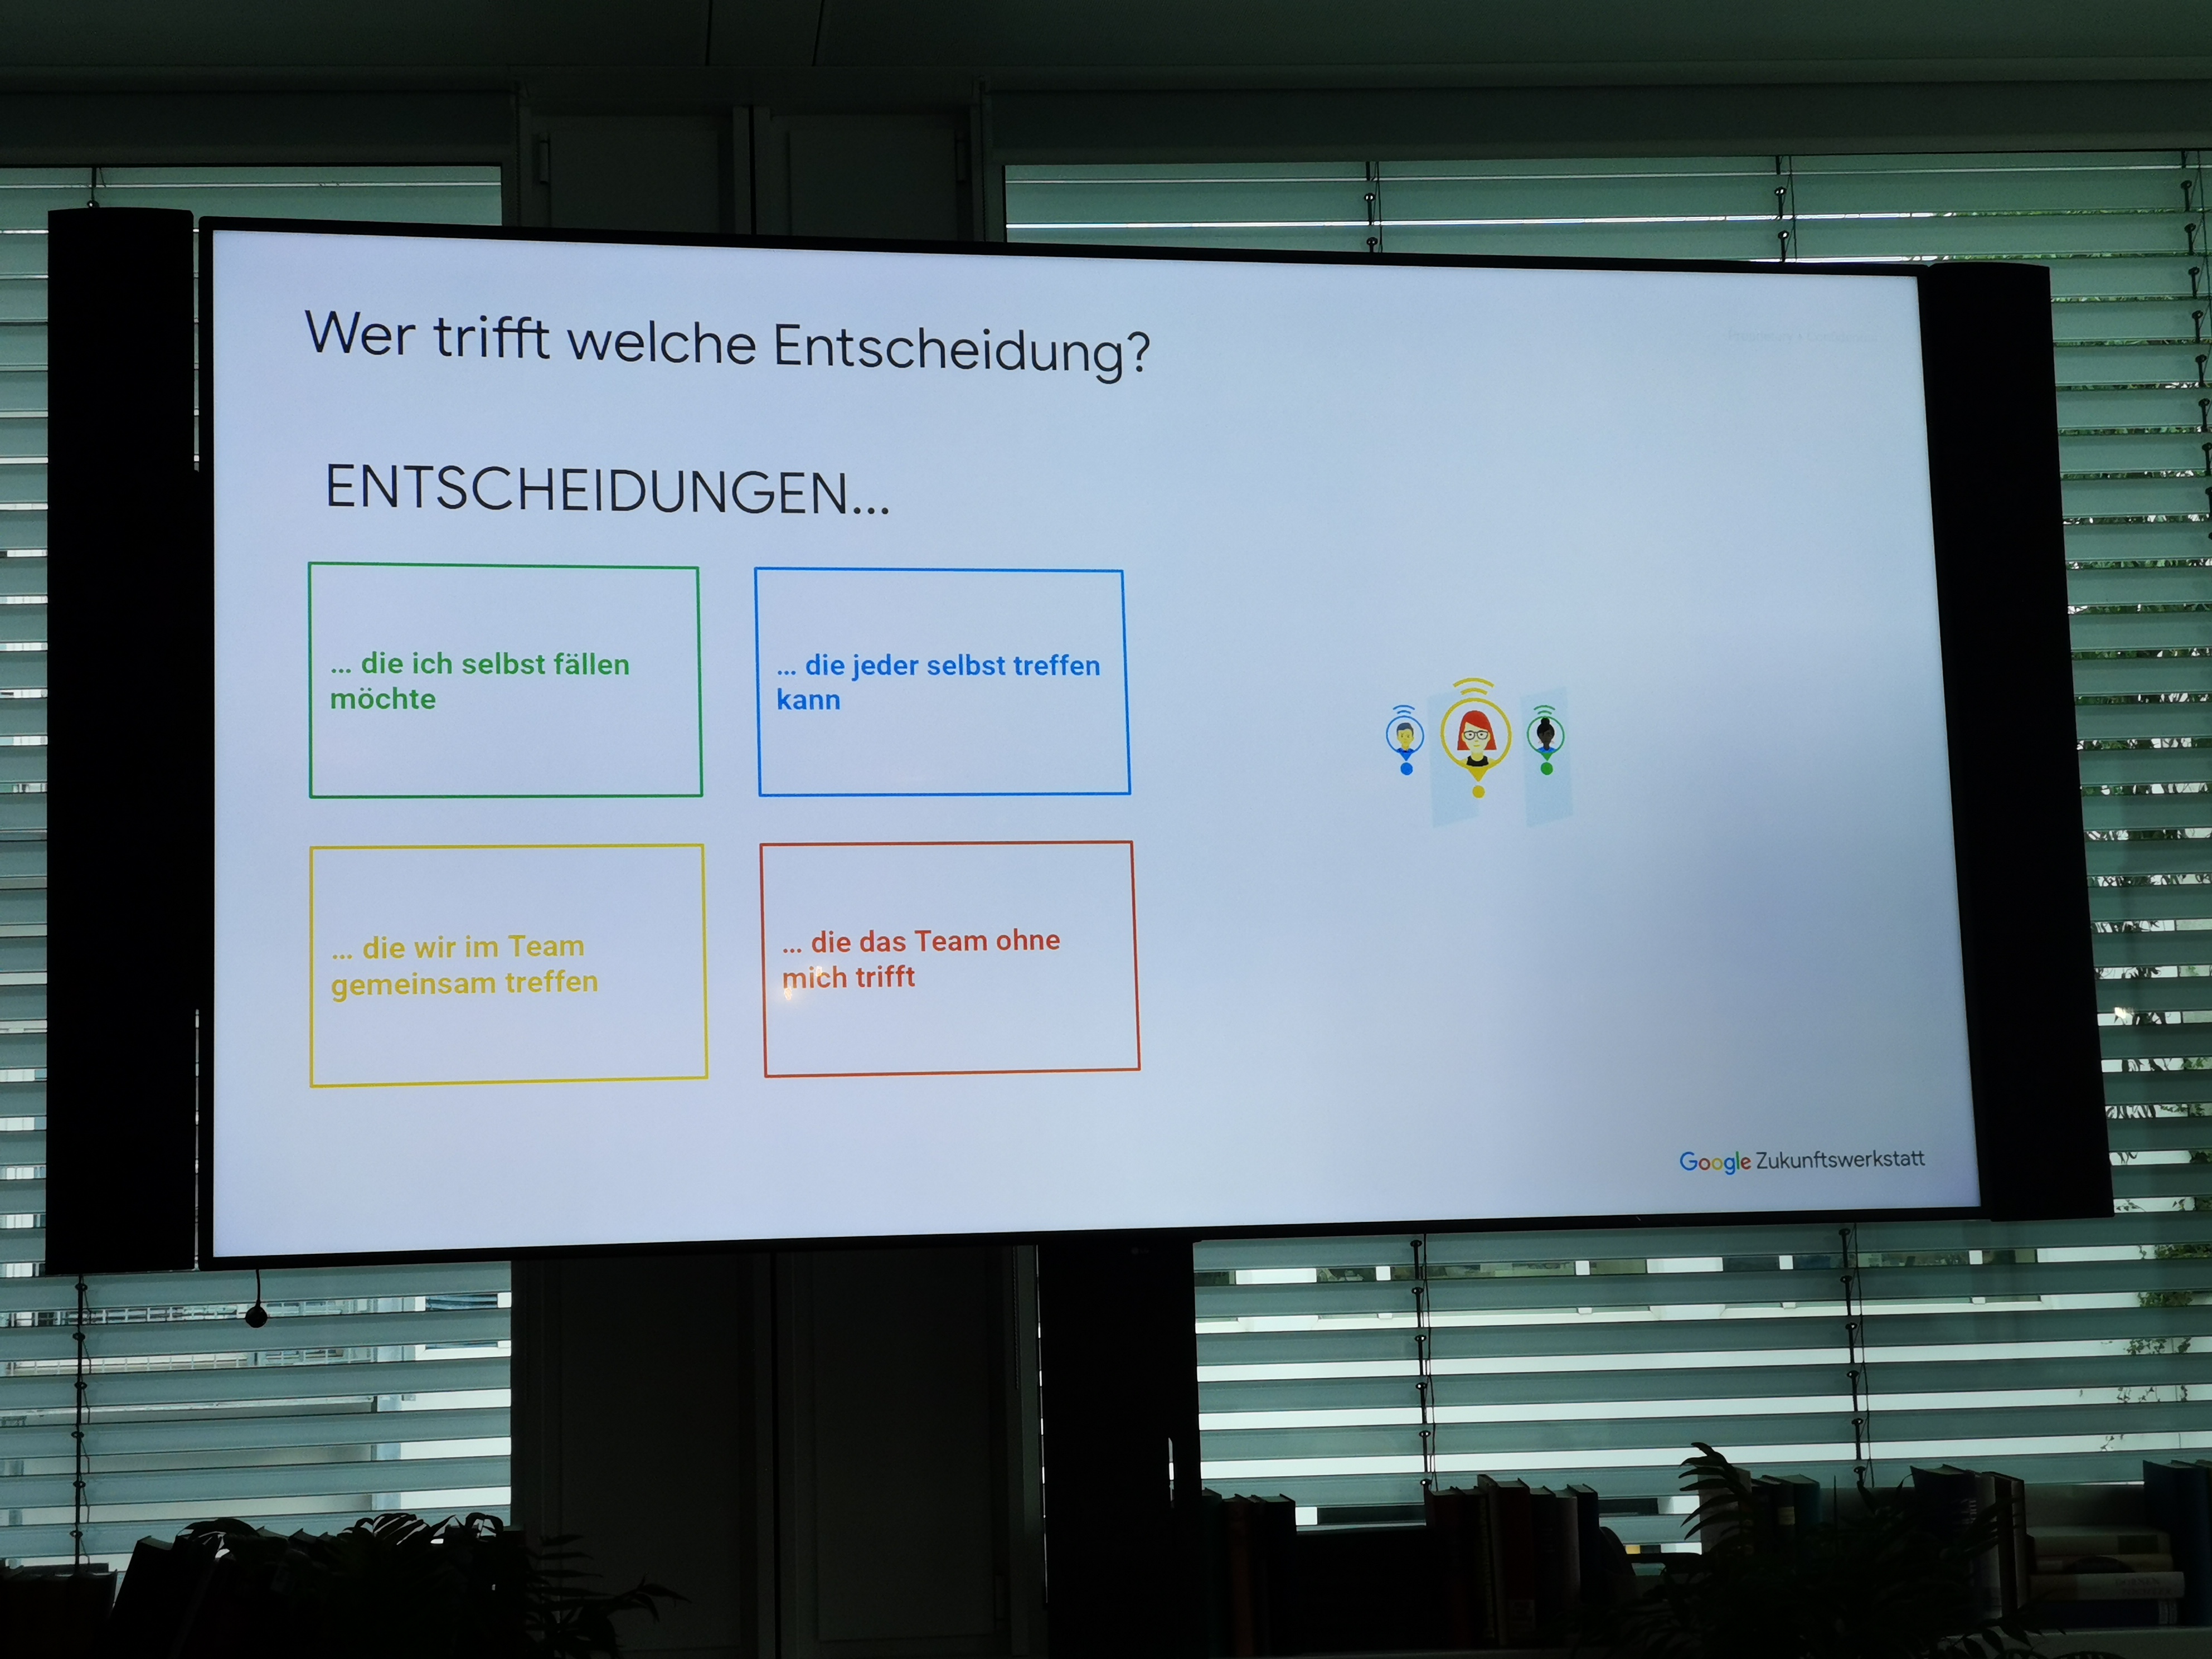 Wer trifft welche Entscheidung?
ENTSCHEIDUNGEN...
... die ich selbst fällen
möchte
... die jeder selbst treffen
kann
... die wir im Team
gemeinsam treffen
... die das Team ohne
mich trifft
Google Zukunftswerkstatt